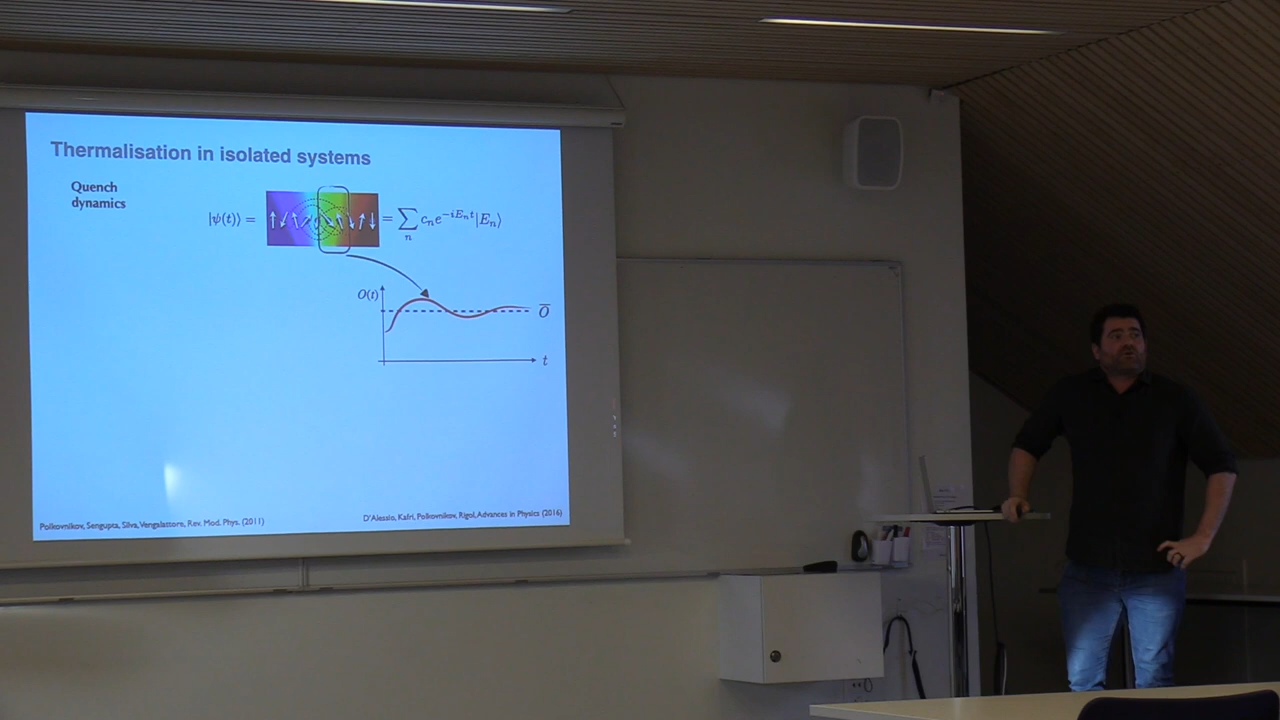 Thermalisation in isolated systems
Quench
dynamics
|ψ(t)⟩ = = ∑ₙ cₙe^{-iEₙt}|Eₙ⟩
O(t)
O̅
t
Polkovnikov, Sengupta, Silva, Vengalattore, Rev. Mod. Phys. (2011)
D'Alessio, Kafri, Polkovnikov, Rigol, Advances in Physics (2016)